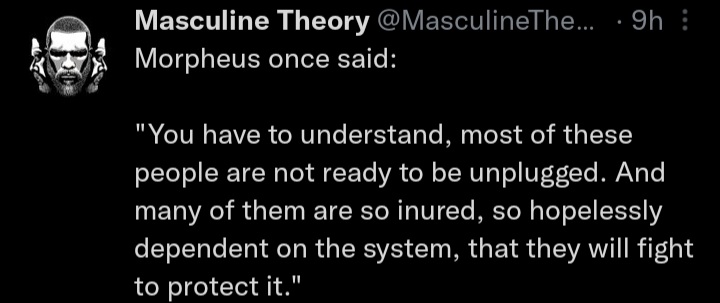 Masculine Theory @MasculineThe... · 9h
Morpheus once said:
"You have to understand, most of these
people are not ready to be unplugged. And
many of them are so inured, so hopelessly
dependent on the system, that they will fight
to protect it."